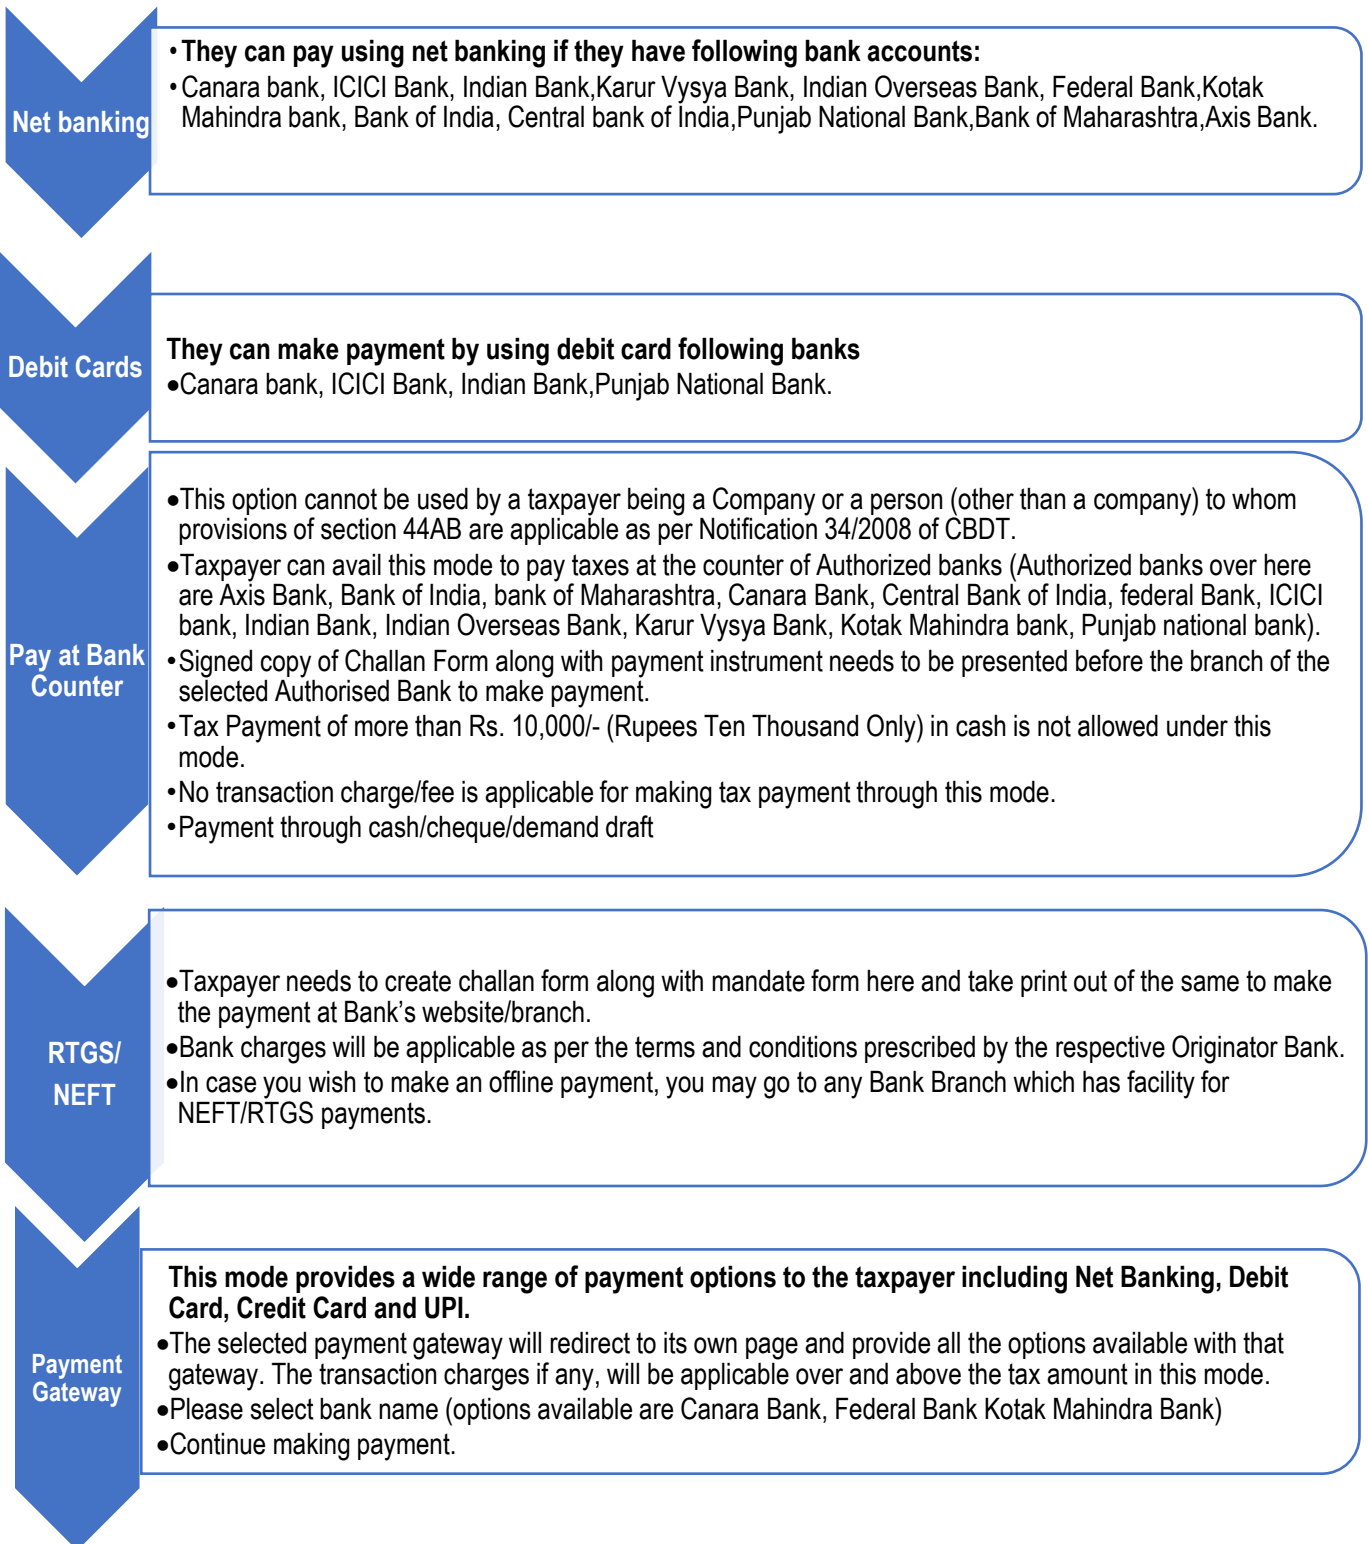 Net banking
• They can pay using net banking if they have following bank accounts:
• Canara bank, ICICI Bank, Indian Bank,Karur Vysya Bank, Indian Overseas Bank, Federal Bank,Kotak
Mahindra bank, Bank of India, Central bank of India,Punjab National Bank,Bank of Maharashtra,Axis Bank.
Debit Cards
They can make payment by using debit card following banks
•Canara bank, ICICI Bank, Indian Bank,Punjab National Bank.
Pay at Bank
Counter
•This option cannot be used by a taxpayer being a Company or a person (other than a company) to whom
provisions of section 44AB are applicable as per Notification 34/2008 of CBDT.
•Taxpayer can avail this mode to pay taxes at the counter of Authorized banks (Authorized banks over here
are Axis Bank, Bank of India, bank of Maharashtra, Canara Bank, Central Bank of India, federal Bank, ICICI
bank, Indian Bank, Indian Overseas Bank, Karur Vysya Bank, Kotak Mahindra bank, Punjab national bank).
•Signed copy of Challan Form along with payment instrument needs to be presented before the branch of the
selected Authorised Bank to make payment.
•Tax Payment of more than Rs. 10,000/- (Rupees Ten Thousand Only) in cash is not allowed under this
mode.
•No transaction charge/fee is applicable for making tax payment through this mode.
•Payment through cash/cheque/demand draft
RTGS/
NEFT
•Taxpayer needs to create challan form along with mandate form here and take print out of the same to make
the payment at Bank’s website/branch.
•Bank charges will be applicable as per the terms and conditions prescribed by the respective Originator Bank.
•In case you wish to make an offline payment, you may go to any Bank Branch which has facility for
NEFT/RTGS payments.
Payment
Gateway
This mode provides a wide range of payment options to the taxpayer including Net Banking, Debit
Card, Credit Card and UPI.
•The selected payment gateway will redirect to its own page and provide all the options available with that
gateway. The transaction charges if any, will be applicable over and above the tax amount in this mode.
•Please select bank name (options available are Canara Bank, Federal Bank Kotak Mahindra Bank)
•Continue making payment.